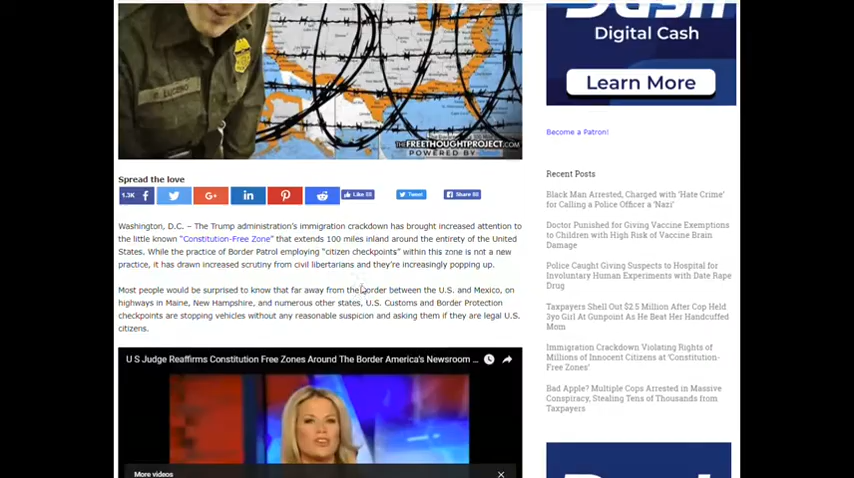 Dash
Digital Cash
Learn More
THEFREETHOUGHTPROJECT.COM
POWERED BY
Become a Patron!
Spread the love
1.3K
Like 5K
Tweet
Share 5K
Washington, D.C. – The Trump administration's immigration crackdown has brought increased attention to
the little known "Constitution-Free Zone" that extends 100 miles inland around the entirety of the United
States. While the practice of Border Patrol employing "citizen checkpoints" within this zone is not a new
practice, it has drawn increased scrutiny from civil libertarians and they're increasingly popping up.
Most people would be surprised to know that far away from the border between the U.S. and Mexico, on
highways in Maine, New Hampshire, and numerous other states, U.S. Customs and Border Protection
checkpoints are stopping vehicles without any reasonable suspicion and asking them if they are legal U.S.
citizens.
U S Judge Reaffirms Constitution Free Zones Around The Border America's Newsroom ...
More videos
Recent Posts
Black Man Arrested, Charged with 'Hate Crime'
for Calling a Police Officer a 'Nazi'
Doctor Punished for Giving Vaccine Exemptions
to Children with High Risk of Vaccine Brain
Damage
Police Caught Giving Suspects to Hospital for
Involuntary Human Experiments with Date Rape
Drug
Taxpayers Shell Out $2.5 Million After Cop Held
3yo Girl At Gunpoint As He Beat Her Handcuffed
Mom
Immigration Crackdown Violating Rights of
Millions of Innocent Citizens at 'Constitution-
Free Zones'
Bad Apple? Multiple Cops Arrested in Massive
Conspiracy, Stealing Tens of Thousands from
Taxpayers